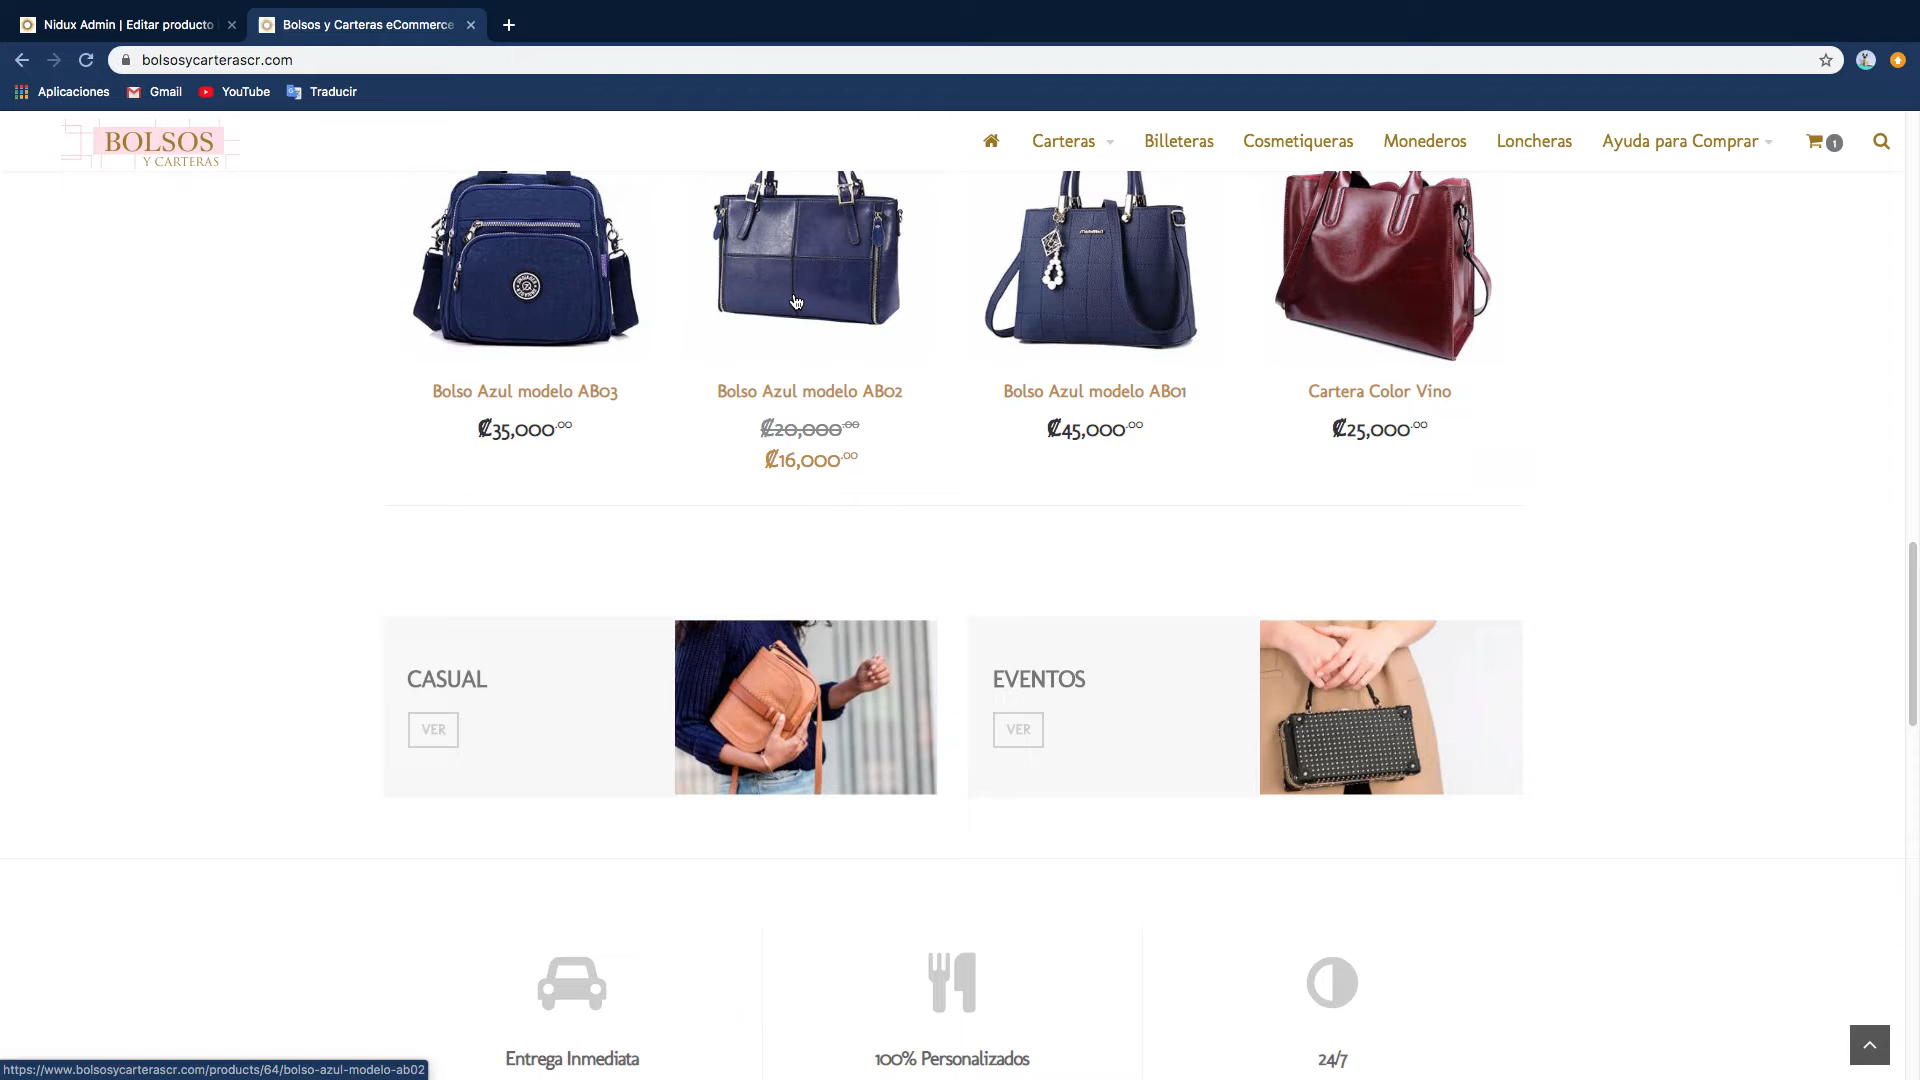 Nidux Admin | Editar producto
Bolsos y Carteras eCommerce
bolsosycarterascr.com
Aplicaciones Gmail YouTube Traducir
BOLSOS
Y CARTERAS
Carteras Billeteras Cosmetiqueras Monederos Loncheras Ayuda para Comprar 1
Bolso Azul modelo AB03 Bolso Azul modelo AB02 Bolso Azul modelo AB01 Cartera Color Vino
₡35,000.00 ₡20,000.00 ₡45,000.00 ₡25,000.00
₡16,000.00
CASUAL
VER
EVENTOS
VER
Entrega Inmediata 100% Personalizados 24/7
https://www.bolsosycarterascr.com/products/64/bolso-azul-modelo-ab02